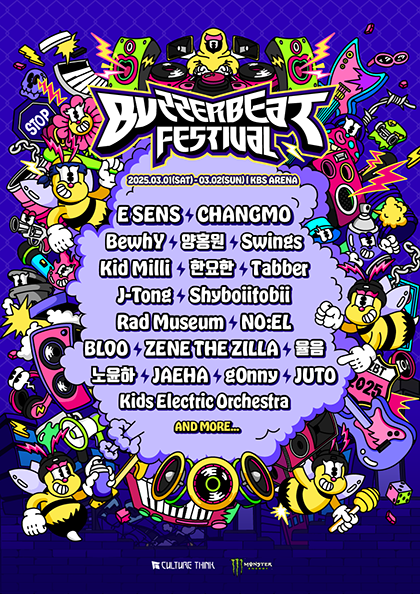 STOP
BUZZERBEAT
FESTIVAL
2025.03.01(SAT) - 03.02(SUN) | KBS ARENA
E SENS CHANGMO
BewhY 양홍원 Swings
Kid Milli 한요한 Tabber
J-Tong Shyboiitobii
Rad Museum NO:EL
BLOO ZENE THE ZILLA 율음
노윤하 JAEHA gOnny JUTO
Kids Electric Orchestra
AND MORE...
2025
CULTURE THINK
MONSTER
ENERGY